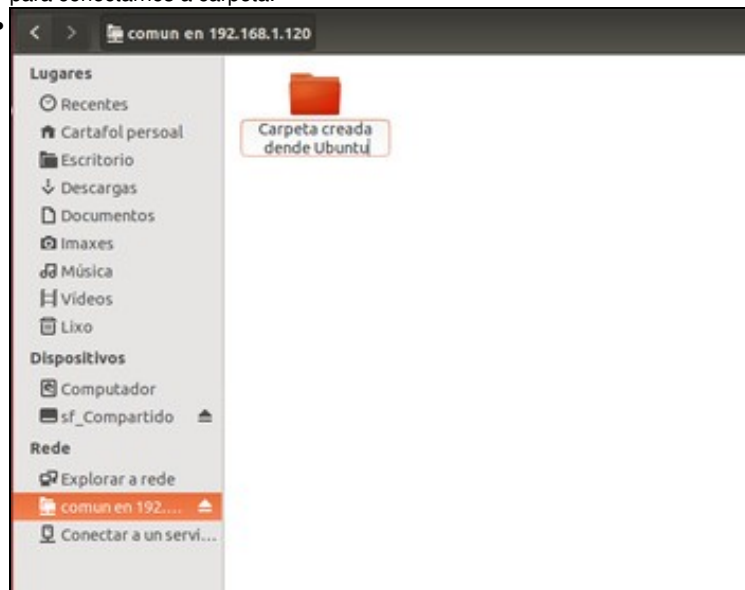 para conectarnos á carpeta.
comun en 192.168.1.120
Lugares
Recentes
Cartafol persoal
Escritorio
Descargas
Documentos
Imaxes
Música
Vídeos
Lixo
Dispositivos
Computador
sf_Compartido
Rede
Explorar a rede
comun en 192....
Conectar a un servi...
Carpeta creada
dende Ubuntu